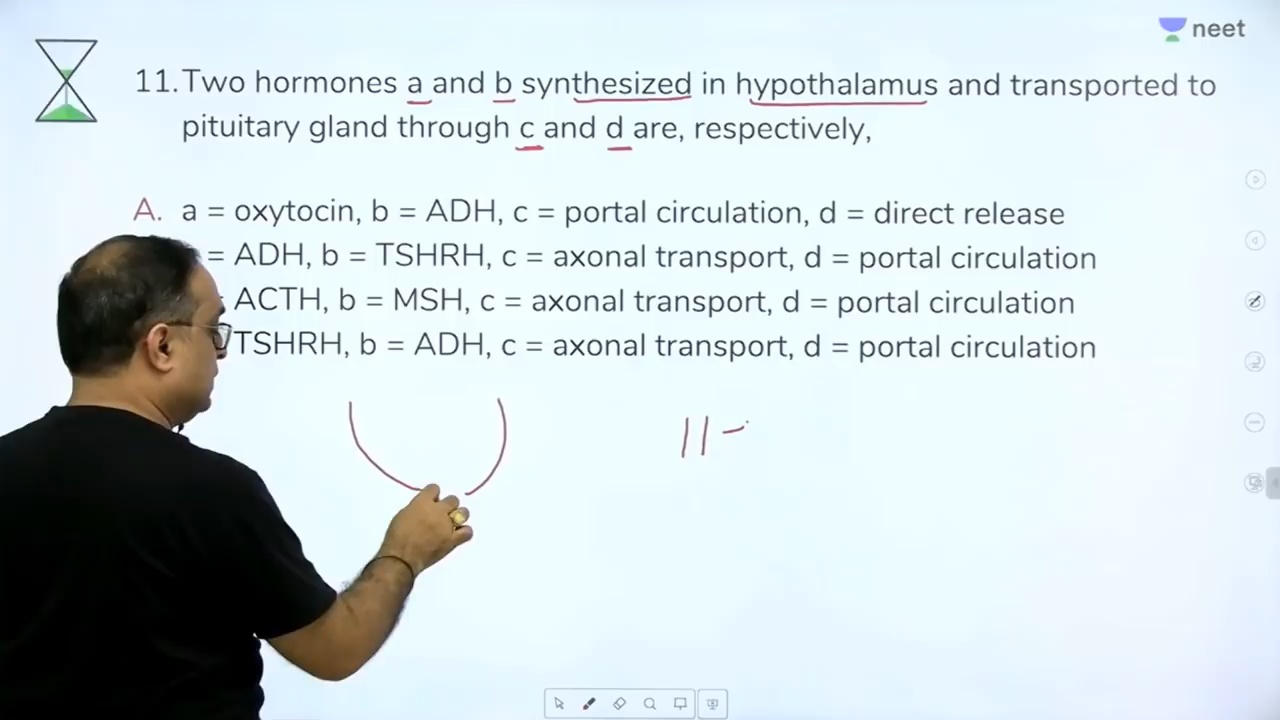 neet
11. Two hormones a and b synthesized in hypothalamus and transported to
pituitary gland through c and d are, respectively,
A. a = oxytocin, b = ADH, c = portal circulation, d = direct release
= ADH, b = TSHRH, c = axonal transport, d = portal circulation
ACTH, b = MSH, c = axonal transport, d = portal circulation
TSHRH, b = ADH, c = axonal transport, d = portal circulation
11-